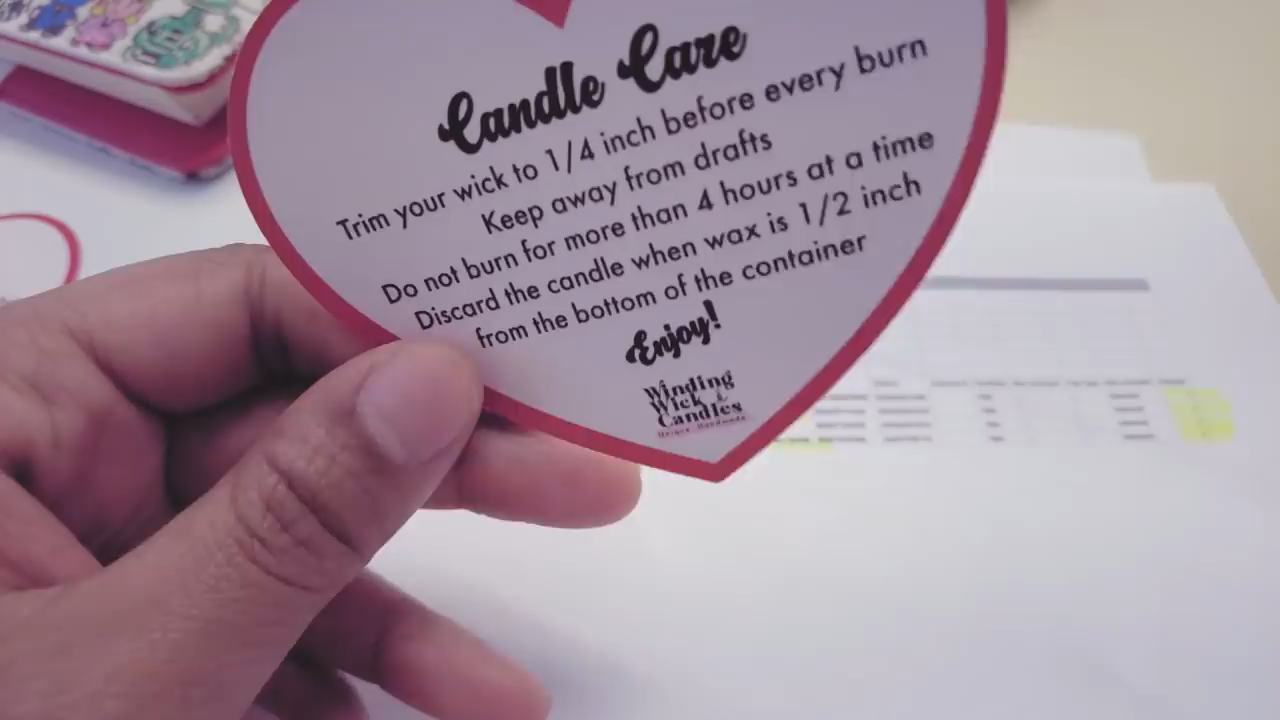 Candle Care
Trim your wick to 1/4 inch before every burn
Keep away from drafts
Do not burn for more than 4 hours at a time
Discard the candle when wax is 1/2 inch
from the bottom of the container
Enjoy!
Winding
Wick
Candles